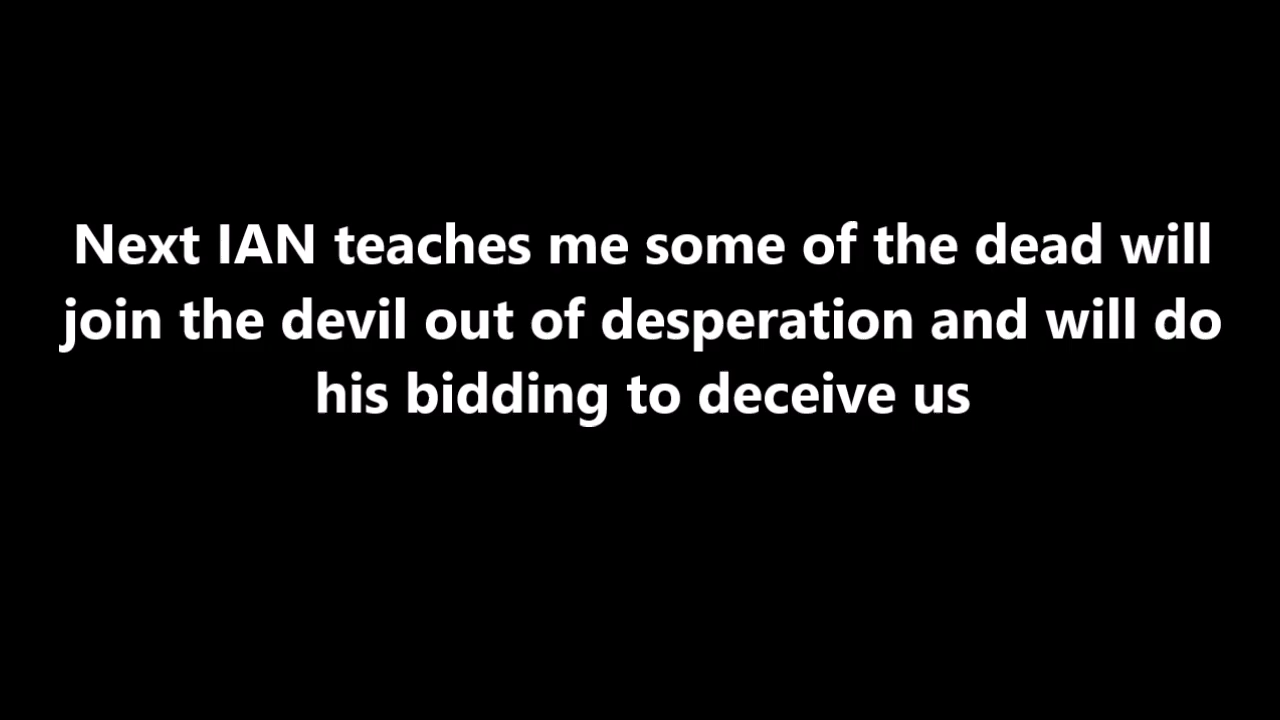 Next IAN teaches me some of the dead will
join the devil out of desperation and will do
his bidding to deceive us